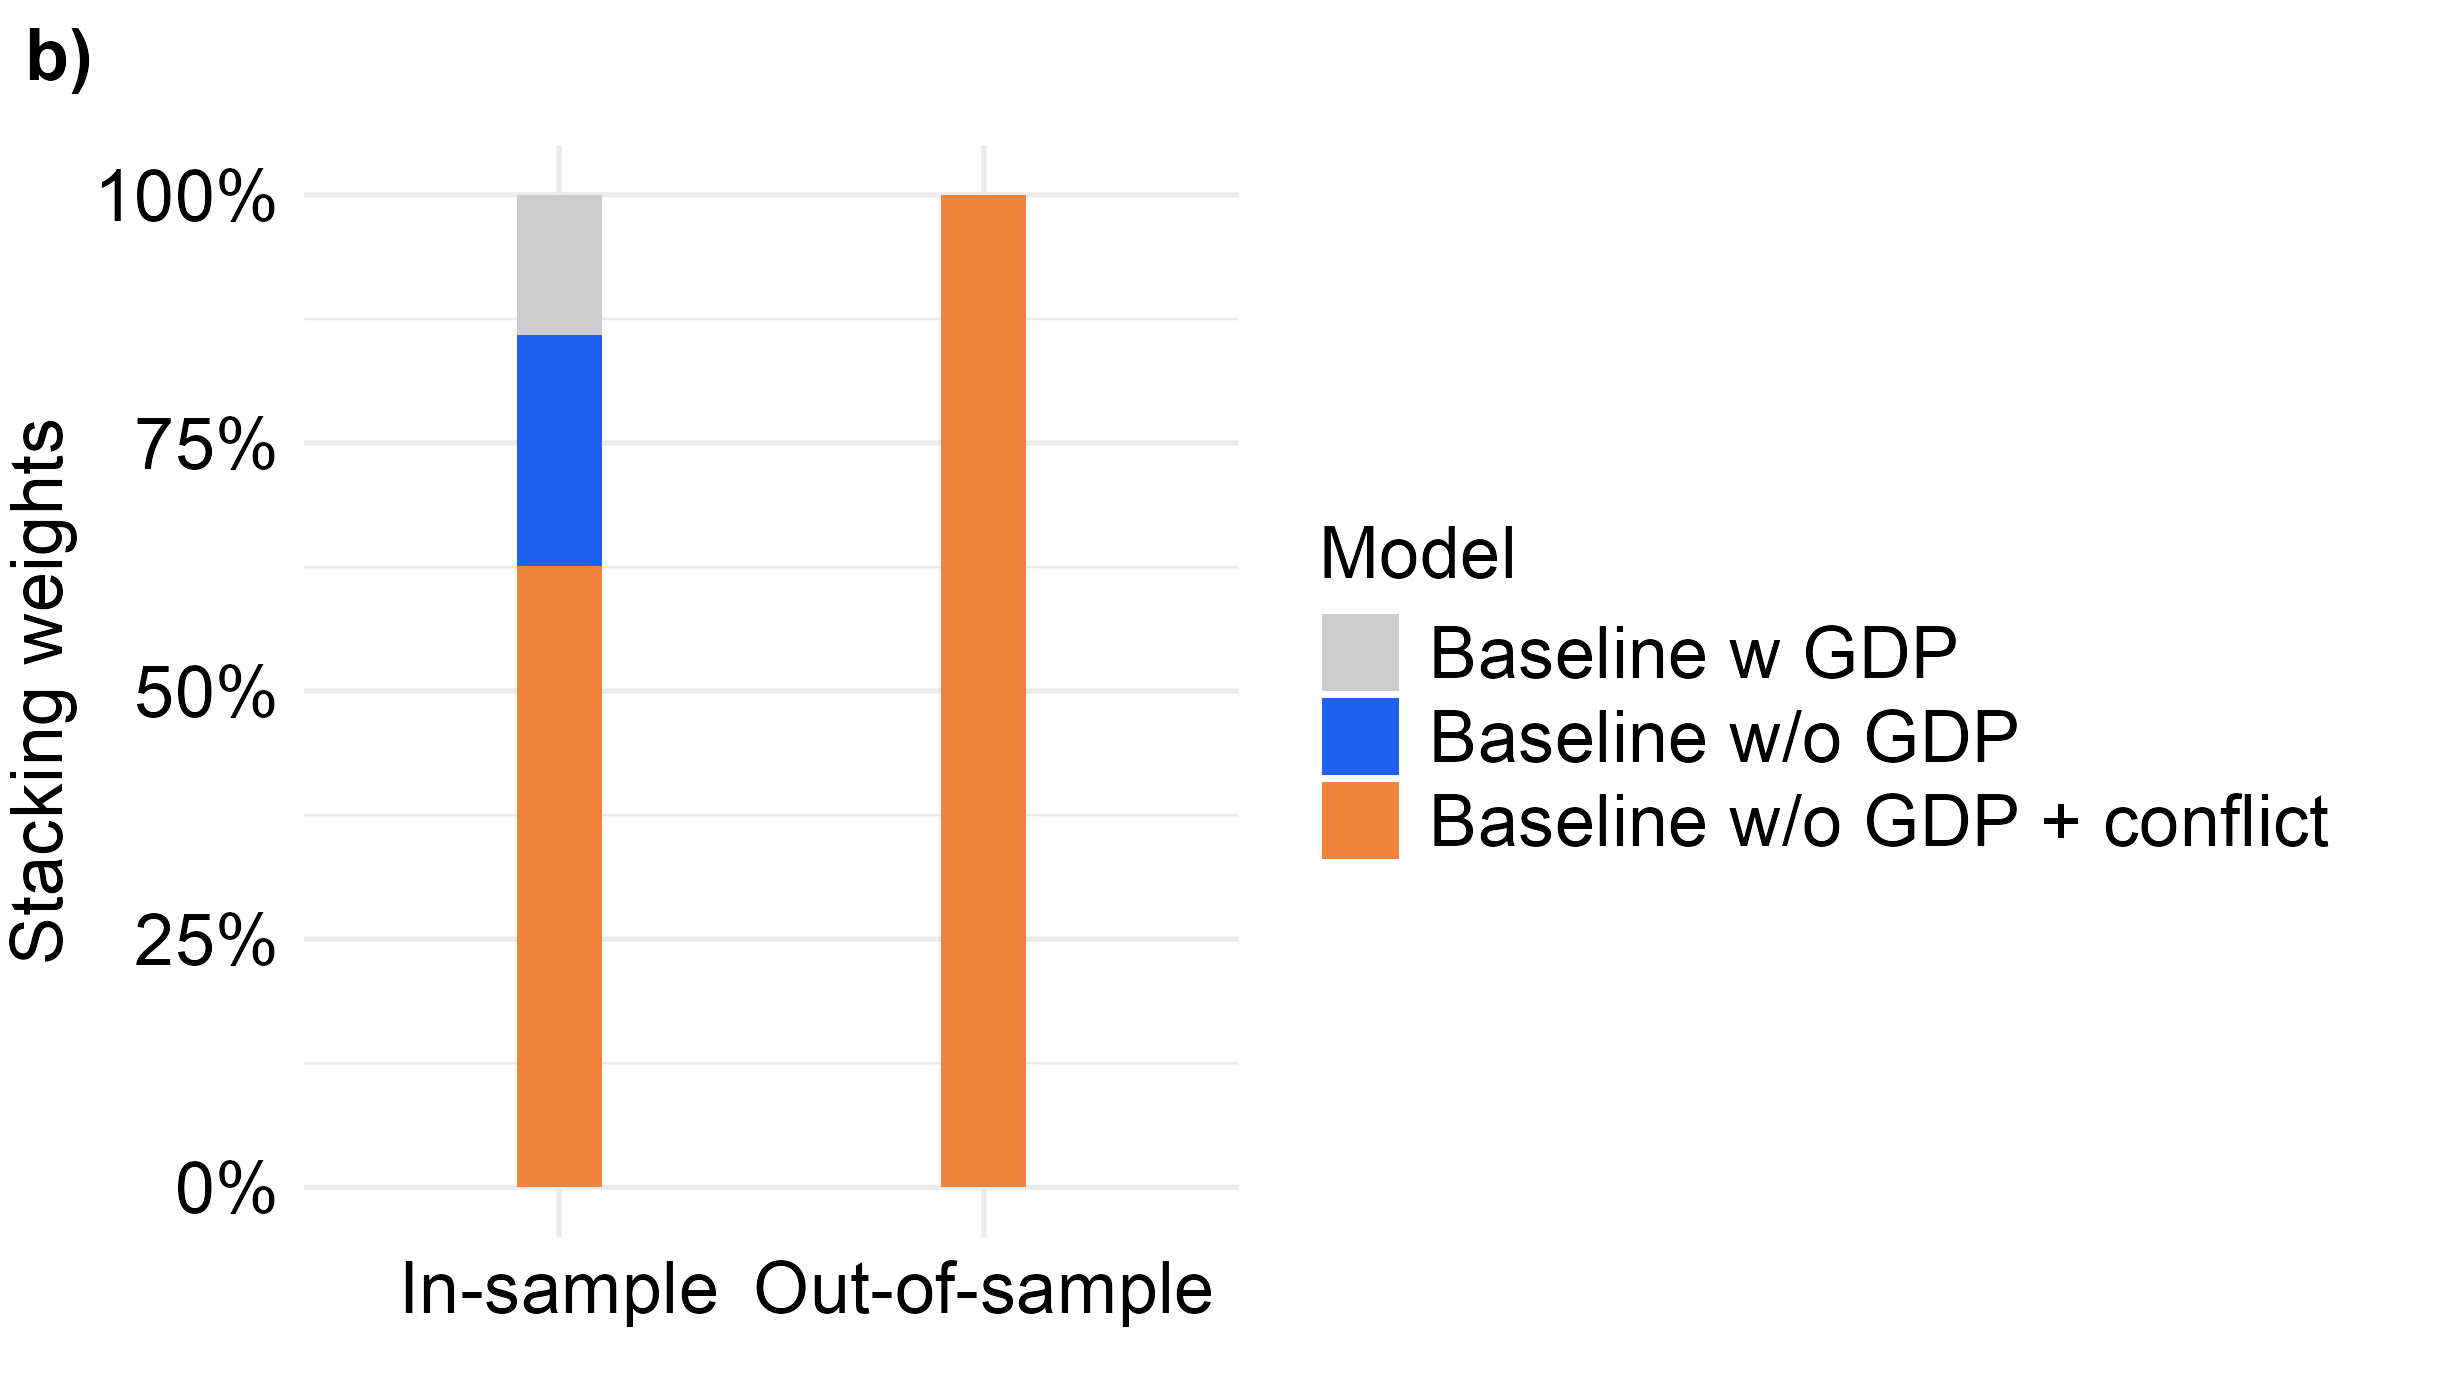 b)
100%
75%
50%
25%
0%
Stacking weights
In-sample
Out-of-sample
Model
Baseline w GDP
Baseline w/o GDP
Baseline w/o GDP + conflict